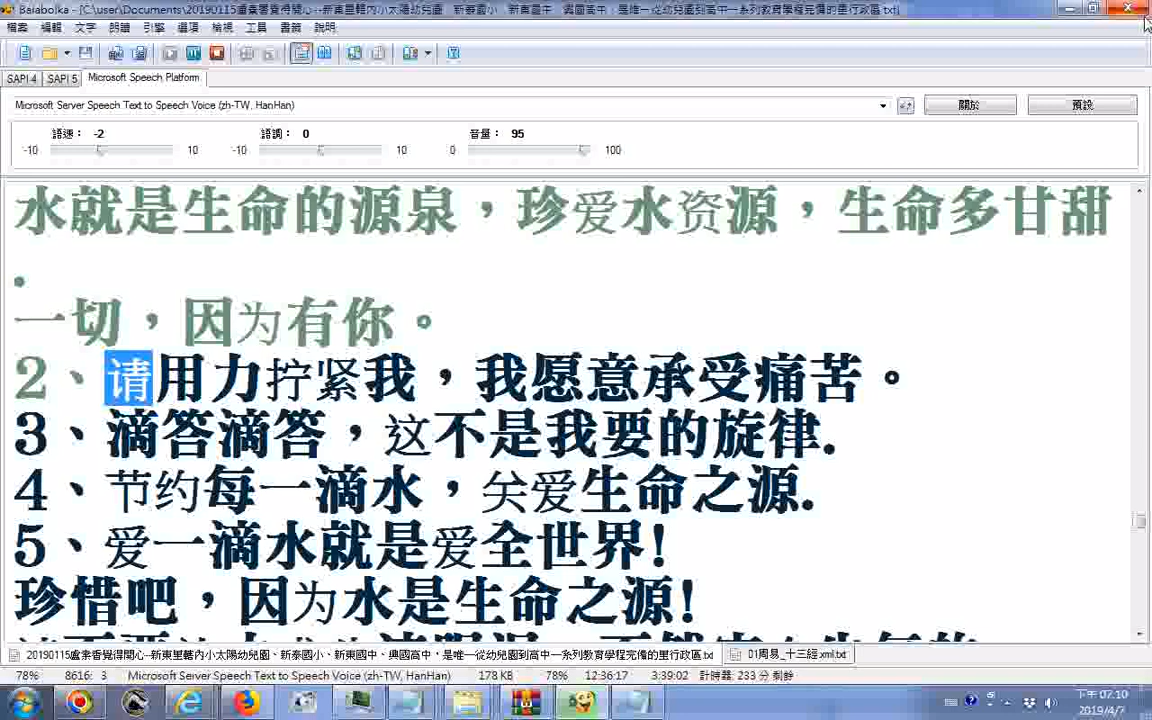 Balabolka - [C:\user\Documents\20190115盧素香覺得開心--新東里轄內小太陽幼兒園、新泰國小、新東國中、興國高中，是唯一從幼兒園到高中一系列教育學程完備的里行政區.txt]
檔案 編輯 文字 朗讀 引擎 選項 檢視 工具 書籤 說明
SAPI 4 SAPI 5 Microsoft Speech Platform
Microsoft Server Speech Text to Speech Voice (zh-TW, HanHan) 關於 預設
語速： -2 語調： 0 音量： 95
-10 10 -10 10 0 100
水就是生命的源泉，珍爱水资源，生命多甘甜
.
一切，因为有你。
2、请用力拧紧我，我愿意承受痛苦。
3、滴答滴答，这不是我要的旋律.
4、节约每一滴水，关爱生命之源.
5、爱一滴水就是爱全世界!
珍惜吧，因为水是生命之源!
20190115盧素香覺得開心--新東里轄內小太陽幼兒園、新泰國小、新東國中、興國高中，是唯一從幼兒園到高中一系列教育學程完備的里行政區.txt 01周易_十三經.xml.txt
78% 8616: 3 Microsoft Server Speech Text to Speech Voice (zh-TW, HanHan) 178 KB 78% 12:36:17 3:39:02 計時器: 233 分 剩餘
下午 07:10
2019/4/7